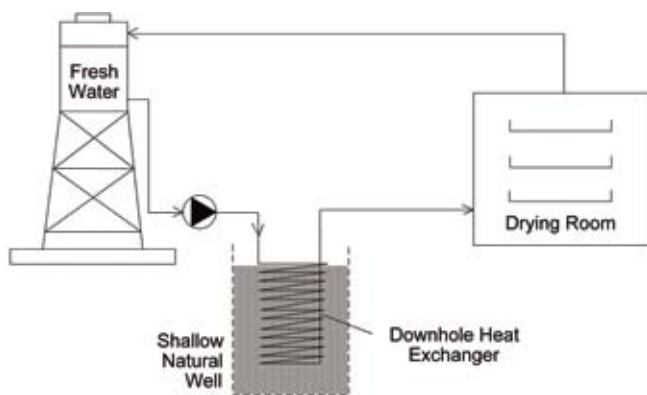 Fresh
Water
Drying Room
Shallow
Natural
Well
Downhole Heat
Exchanger